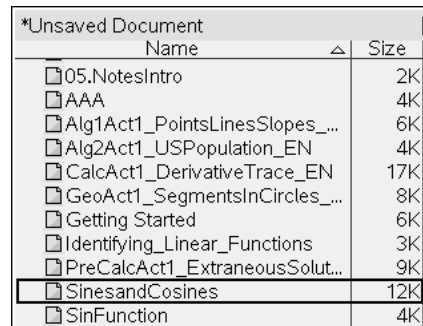 *Unsaved Document
Name Size
05.NotesIntro 2K
AAA 4K
Alg1Act1_PointsLinesSlopes_... 6K
Alg2Act1_USPopulation_EN 4K
CalcAct1_DerivativeTrace_EN 17K
GeoAct1_SegmentsInCircles_... 8K
Getting Started 6K
Identifying_Linear_Functions 3K
PreCalcAct1_ExtraneousSolut... 9K
SinesandCosines 12K
SinFunction 4K